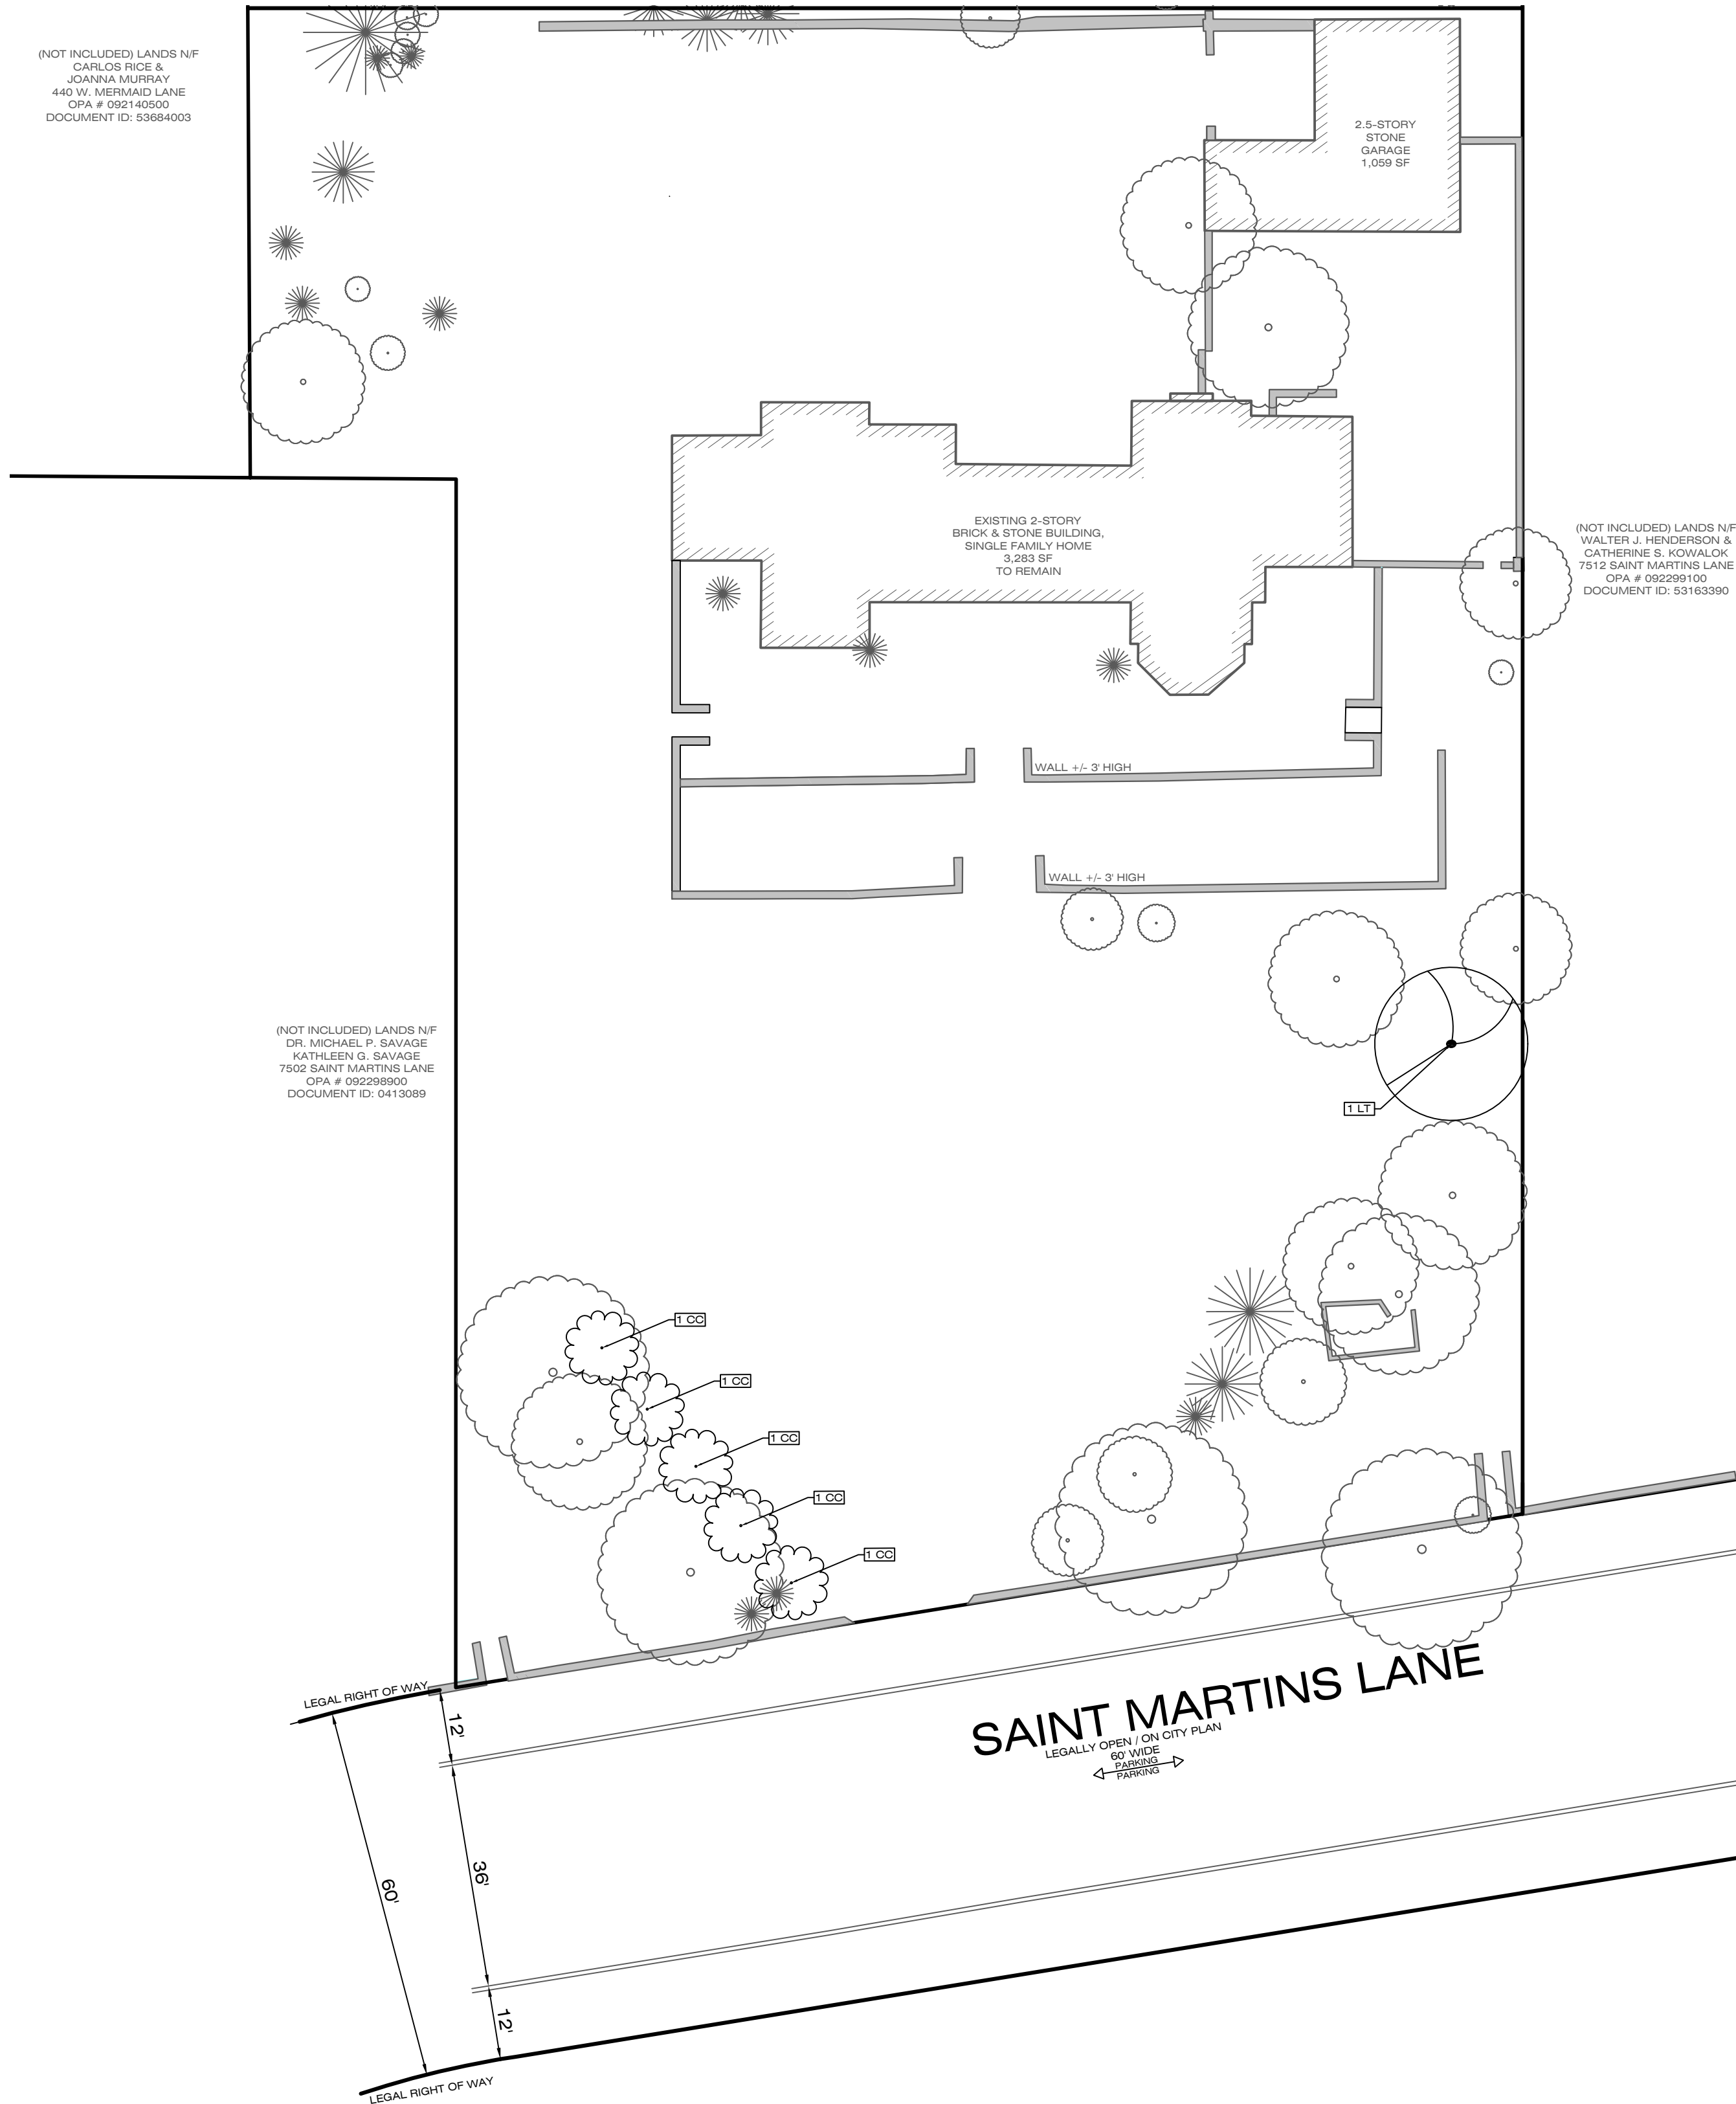 (NOT INCLUDED) LANDS N/F
CARLOS RICE &
JOANNA MURRAY
440 W. MERMAID LANE
OPA # 092140500
DOCUMENT ID: 53684003
2.5-STORY
STONE
GARAGE
1,059 SF
EXISTING 2-STORY
BRICK & STONE BUILDING,
SINGLE FAMILY HOME
3,283 SF
TO REMAIN
(NOT INCLUDED) LANDS N/F
WALTER J. HENDERSON &
CATHERINE S. KOWALOK
7512 SAINT MARTINS LANE
OPA # 092299100
DOCUMENT ID: 53163390
WALL +/- 3' HIGH
WALL +/- 3' HIGH
(NOT INCLUDED) LANDS N/F
DR. MICHAEL P. SAVAGE
KATHLEEN G. SAVAGE
7502 SAINT MARTINS LANE
OPA # 092298900
DOCUMENT ID: 0413089
1 LT
1 CC
1 CC
1 CC
1 CC
1 CC
LEGAL RIGHT OF WAY
12'
SAINT MARTINS LANE
LEGALLY OPEN / ON CITY PLAN
60' WIDE
PARKING
PARKING
36'
60'
12'
LEGAL RIGHT OF WAY